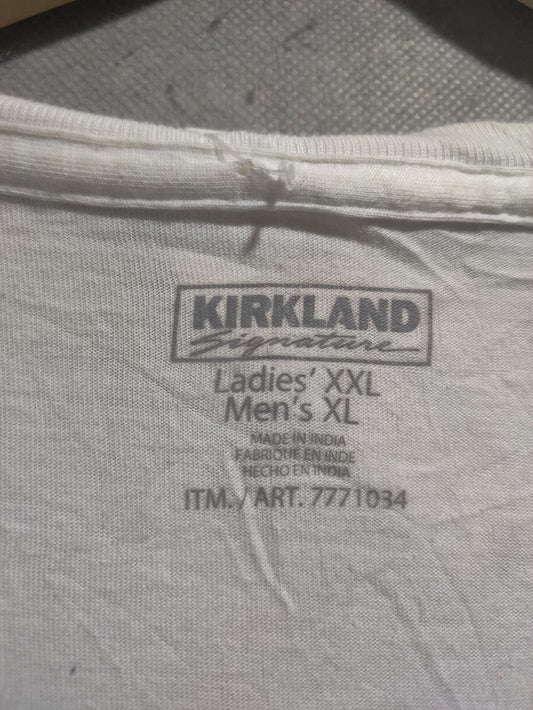 KIRKLAND
Signature
Ladies' XXL
Men's XL
MADE IN INDIA
FABRIQUÉ EN INDE
HECHO EN INDIA
ITM. / ART. 7771034